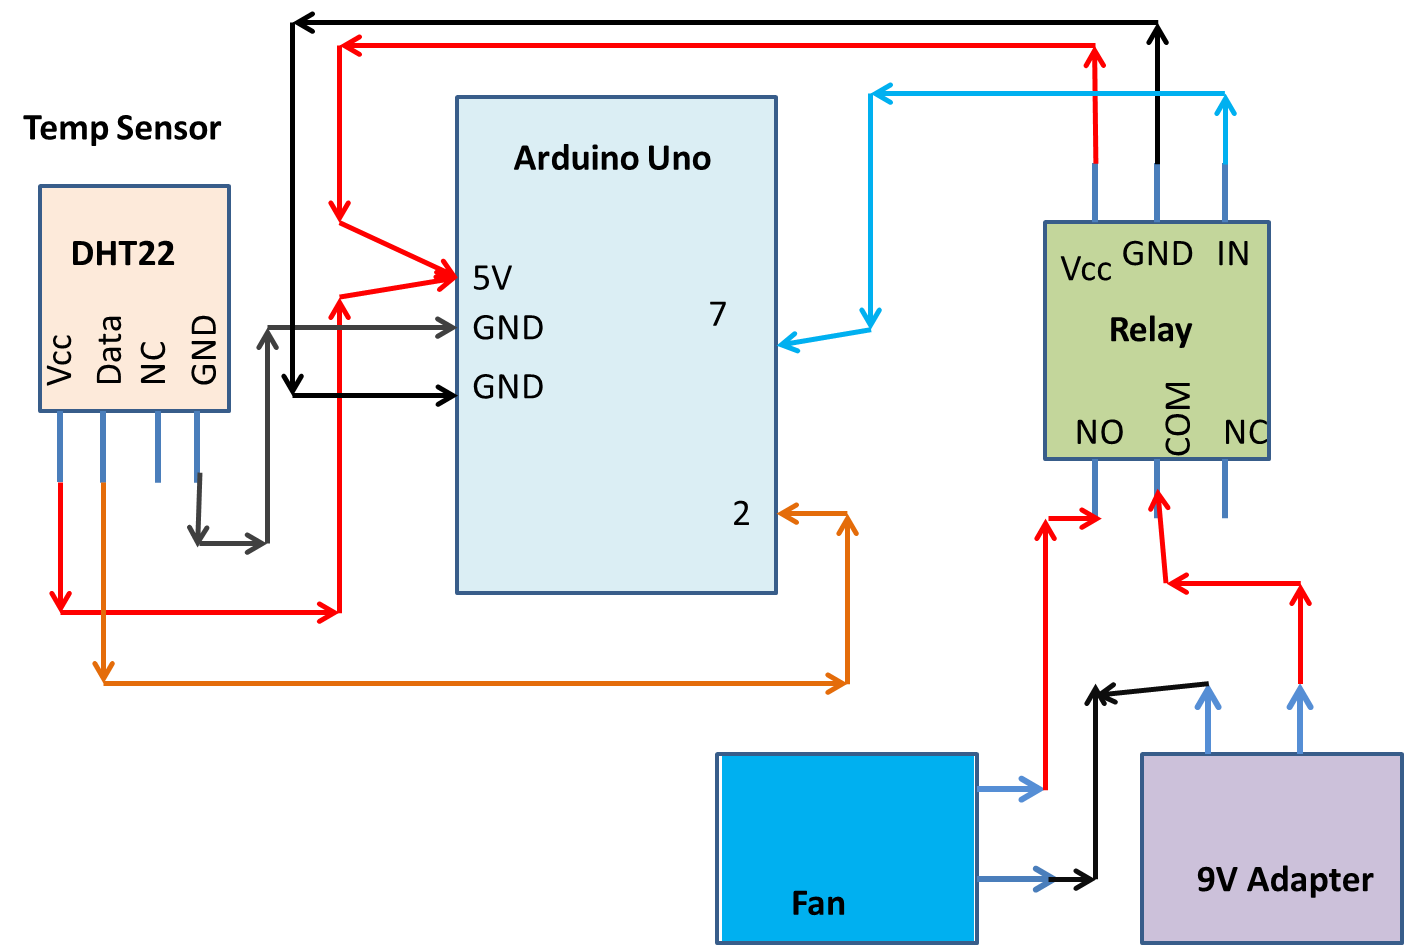 Temp Sensor
DHT22
Vcc
Data
NC
GND
Arduino Uno
5V
GND
GND
7
2
Vcc
GND
IN
Relay
NO
COM
NC
Fan
9V Adapter